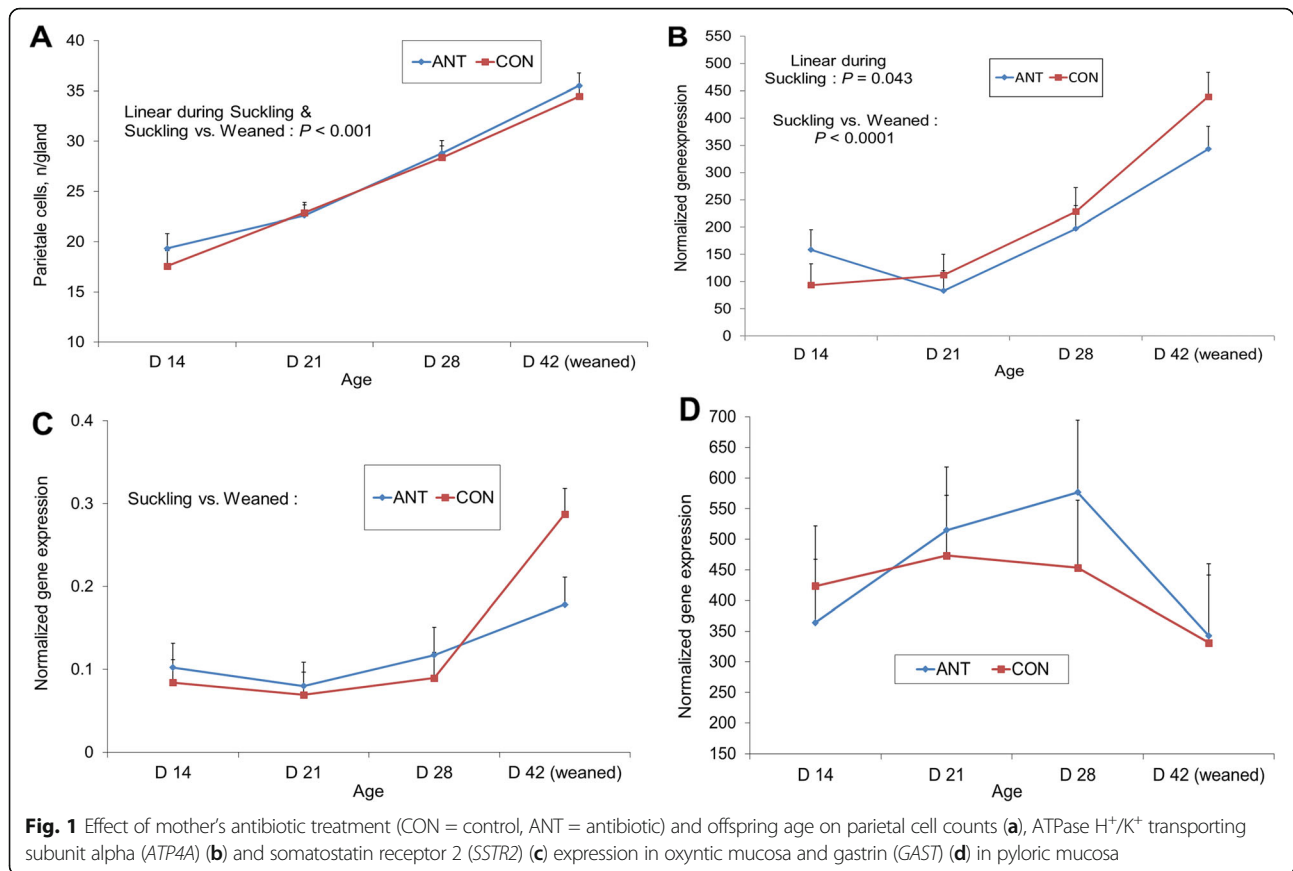 A
40
35
30
25
20
15
10
Parietale cells, n/gland
ANT CON
Linear during Suckling &
Suckling vs. Weaned : P < 0.001
D 14 D 21 D 28 D 42 (weaned)
Age
B
550
500
450
400
350
300
250
200
150
100
50
0
Normalized geneexpression
Linear during
Suckling : P = 0.043
Suckling vs. Weaned :
P < 0.0001
ANT CON
D 14 D 21 D 28 D 42 (weaned)
Age
C
0.4
0.3
0.2
0.1
0
Normalized gene expression
Suckling vs. Weaned :
ANT CON
D 14 D 21 D 28 D 42 (weaned)
Age
D
700
650
600
550
500
450
400
350
300
250
200
150
Normalized gene expression
ANT CON
D 14 D 21 D 28 D 42 (weaned)
Age
Fig. 1 Effect of mother's antibiotic treatment (CON = control, ANT = antibiotic) and offspring age on parietal cell counts (a), ATPase H⁺/K⁺ transporting
subunit alpha (ATP4A) (b) and somatostatin receptor 2 (SSTR2) (c) expression in oxyntic mucosa and gastrin (GAST) (d) in pyloric mucosa